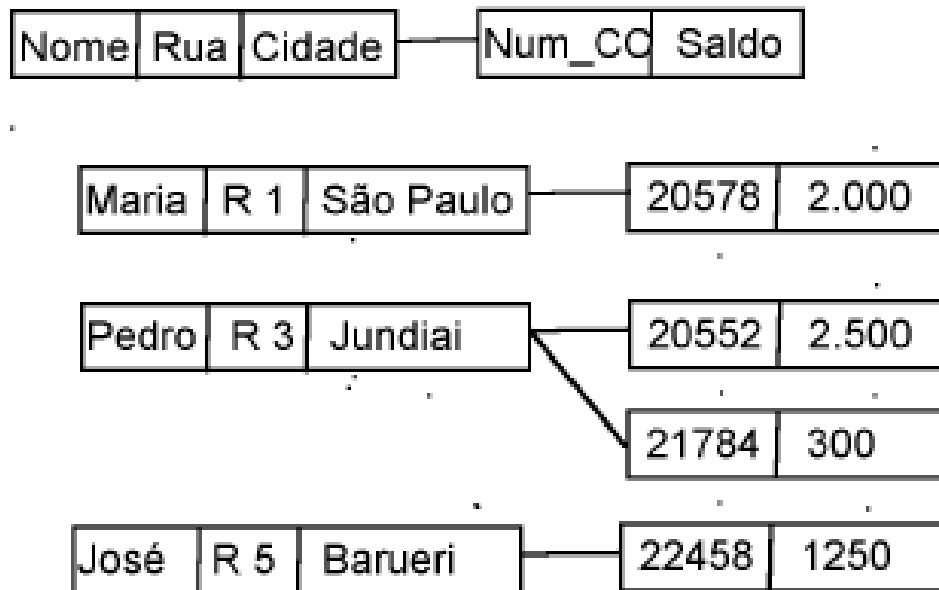 Nome Rua Cidade Num_CC Saldo
Maria R 1 São Paulo 20578 2.000
Pedro R 3 Jundiai 20552 2.500
21784 300
José R 5 Barueri 22458 1250